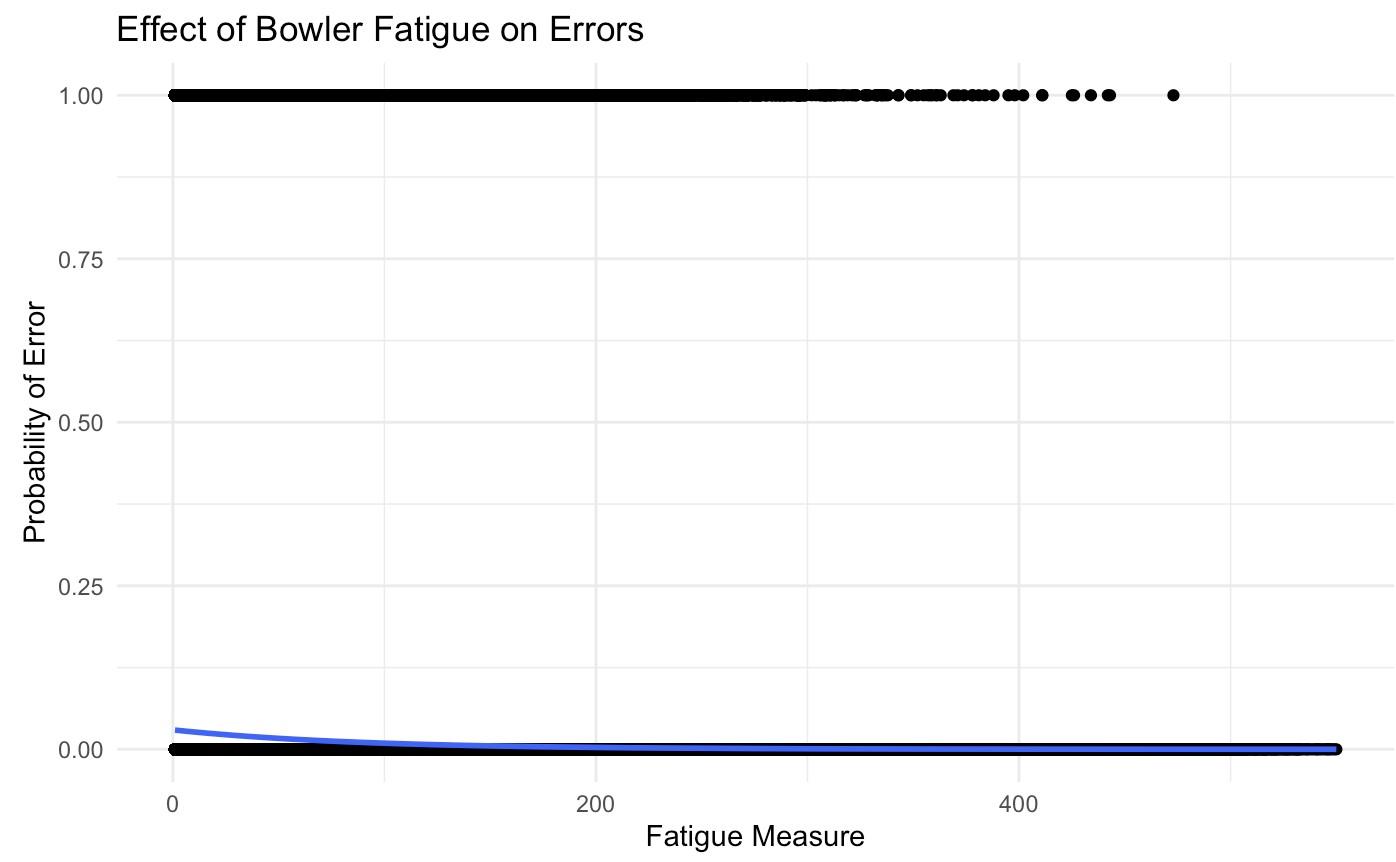 Effect of Bowler Fatigue on Errors
1.00
0.75
0.50
0.25
0.00
Probability of Error
0
200
400
Fatigue Measure